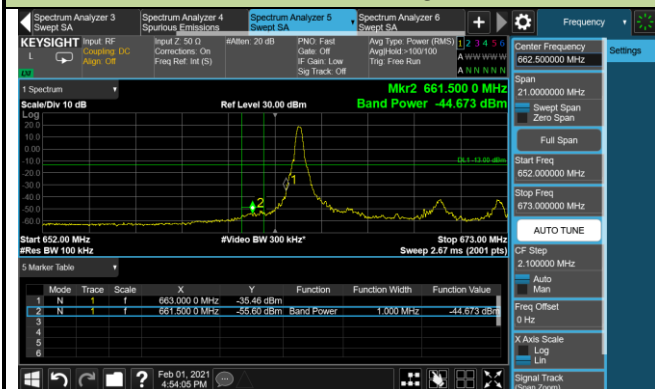 Spectrum Analyzer 3
Swept SA
Spectrum Analyzer 4
Spurious Emissions
Spectrum Analyzer 5
Swept SA
Spectrum Analyzer 6
Swept SA
+
Frequency
KEYSIGHT
L
Input: RF
Coupling: DC
Align: Off
Input Z: 50 Ω
Corrections: On
Freq Ref: Int (S)
#Atten: 20 dB
PNO: Fast
Gate: Off
IF Gain: Low
Sig Track: Off
Avg Type: Power (RMS)
Avg|Hold:>100/100
Trig: Free Run
1 2 3 4 5 6
A W W W W W
A N N N N N
1 Spectrum
Scale/Div 10 dB
Ref Level 30.00 dBm
Mkr2 661.500 0 MHz
Band Power -44.673 dBm
Log
20.0
10.0
0.00
-10.0
-20.0
-30.0
-40.0
-50.0
-60.0
DL1 -13.00 dBm
1
2
Start 652.00 MHz
#Res BW 100 kHz
#Video BW 300 kHz*
Stop 673.00 MHz
Sweep 2.67 ms (2001 pts)
5 Marker Table
Mode Trace Scale X Y Function Function Width Function Value
1 N 1 f 663.000 0 MHz -35.46 dBm
2 N 1 f 661.500 0 MHz -55.60 dBm Band Power 1.000 MHz -44.673 dBm
3
4
5
6
Feb 01, 2021
4:54:05 PM
Center Frequency
662.500000 MHz
Settings
Span
21.0000000 MHz
Swept Span
Zero Span
Full Span
Start Freq
652.000000 MHz
Stop Freq
673.000000 MHz
AUTO TUNE
CF Step
2.100000 MHz
Auto
Man
Freq Offset
0 Hz
X Axis Scale
Log
Lin
Signal Track
(Span Zoom)